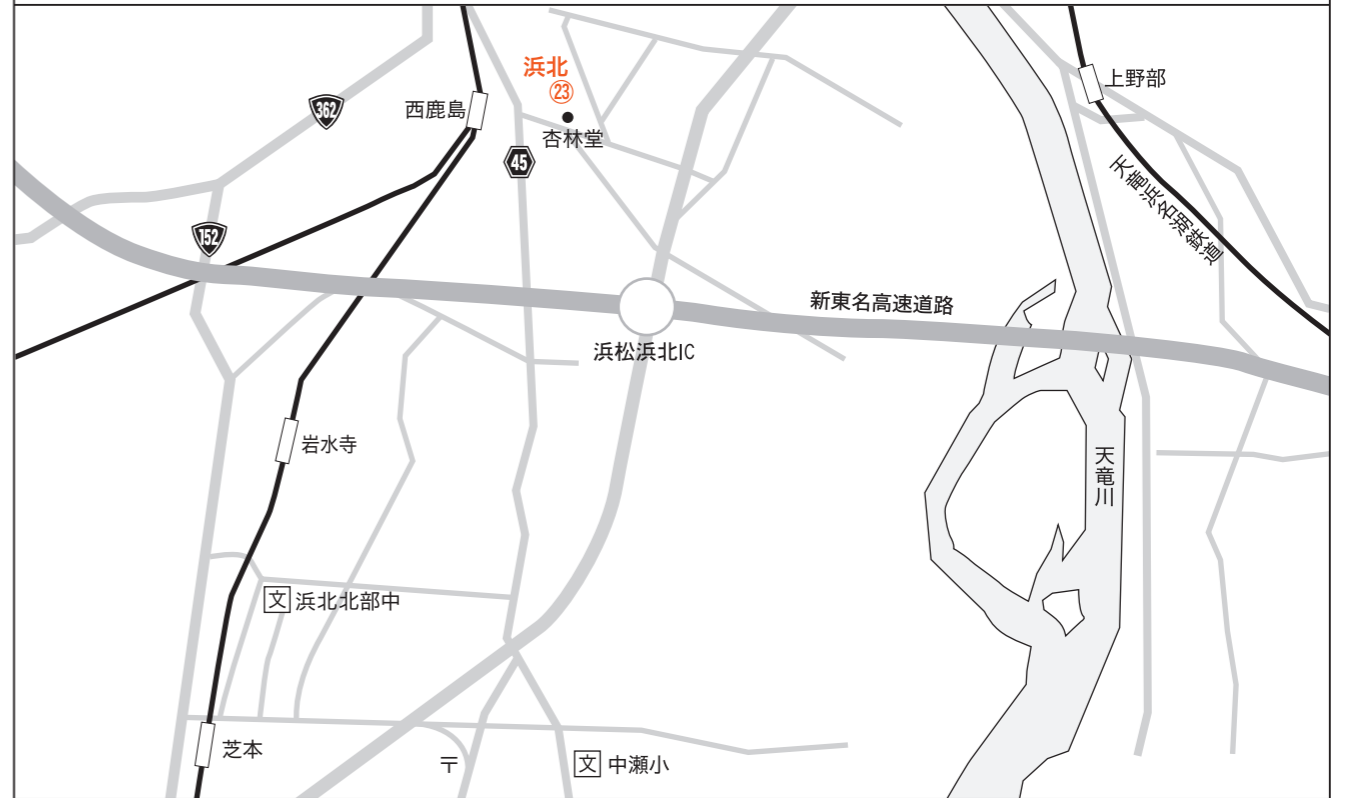 浜北
㉓
杏林堂
西鹿島
362
45
152
上野部
天竜浜名湖鉄道
新東名高速道路
浜松浜北IC
岩水寺
天竜川
文 浜北北部中
芝本
〒
文 中瀬小